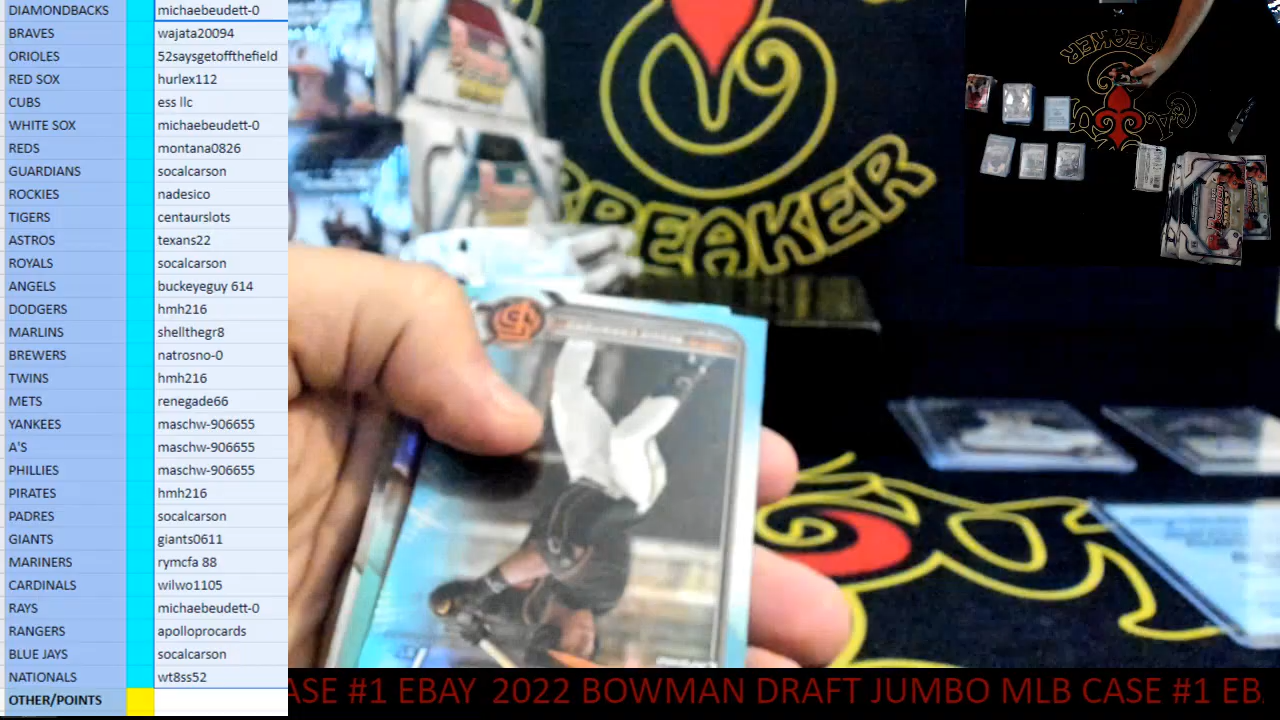 DIAMONDBACKS michaebeudett-0
BRAVES wajata20094
ORIOLES 52saysgetoffthefield
RED SOX hurlex112
CUBS ess llc
WHITE SOX michaebeudett-0
REDS montana0826
GUARDIANS socalcarson
ROCKIES nadesico
TIGERS centaurslots
ASTROS texans22
ROYALS socalcarson
ANGELS buckeyeguy 614
DODGERS hmh216
MARLINS shellthegr8
BREWERS natrosno-0
TWINS hmh216
METS renegade66
YANKEES maschw-906655
A'S maschw-906655
PHILLIES maschw-906655
PIRATES hmh216
PADRES socalcarson
GIANTS giants0611
MARINERS rymcfa 88
CARDINALS wilwo1105
RAYS michaebeudett-0
RANGERS apolloprocards
BLUE JAYS socalcarson
NATIONALS wt8ss52
OTHER/POINTS
BREAKER
BREAKER
ASE #1 EBAY 2022 BOWMAN DRAFT JUMBO MLB CASE #1 EB